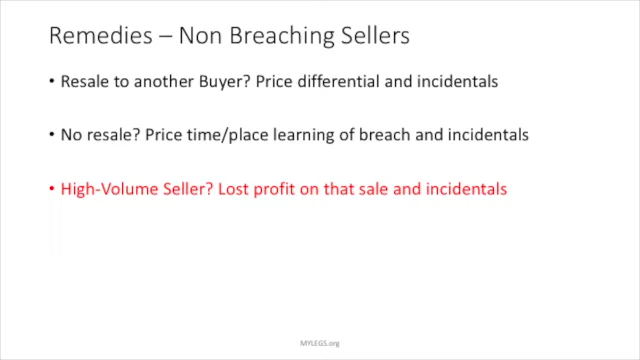 Remedies – Non Breaching Sellers
• Resale to another Buyer? Price differential and incidentals
• No resale? Price time/place learning of breach and incidentals
• High-Volume Seller? Lost profit on that sale and incidentals
MYLEGS.org